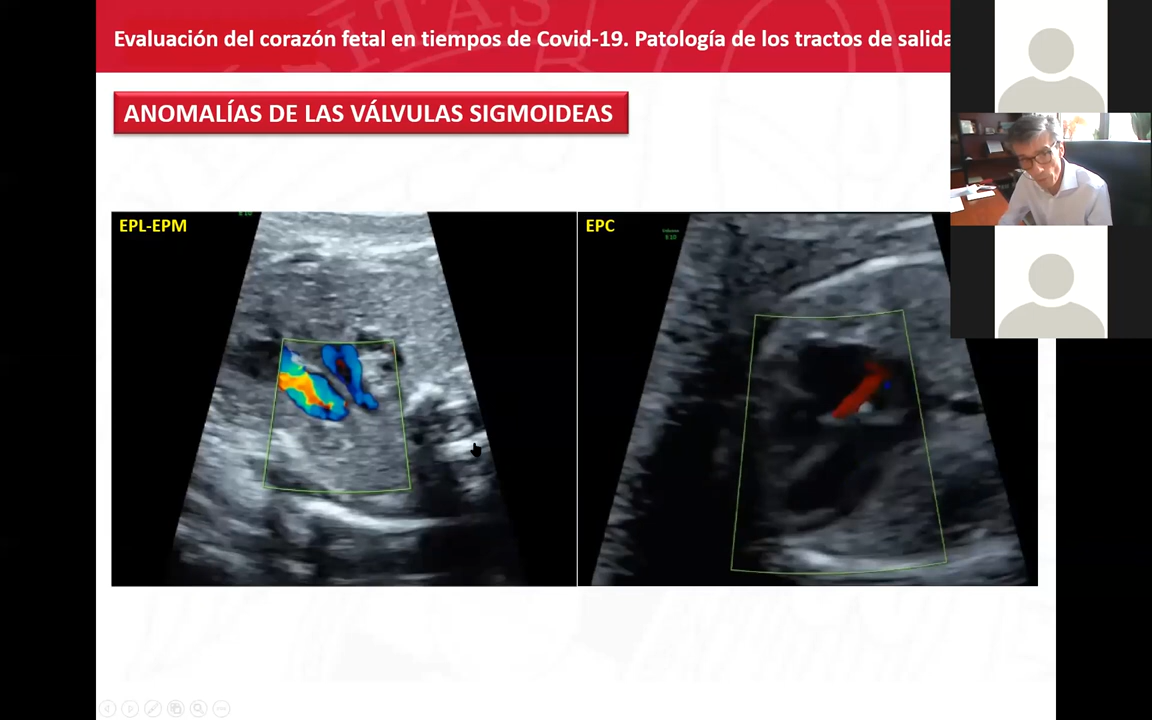 Evaluación del corazón fetal en tiempos de Covid-19. Patología de los tractos de salida
ANOMALÍAS DE LAS VÁLVULAS SIGMOIDEAS
EPL-EPM
EPC